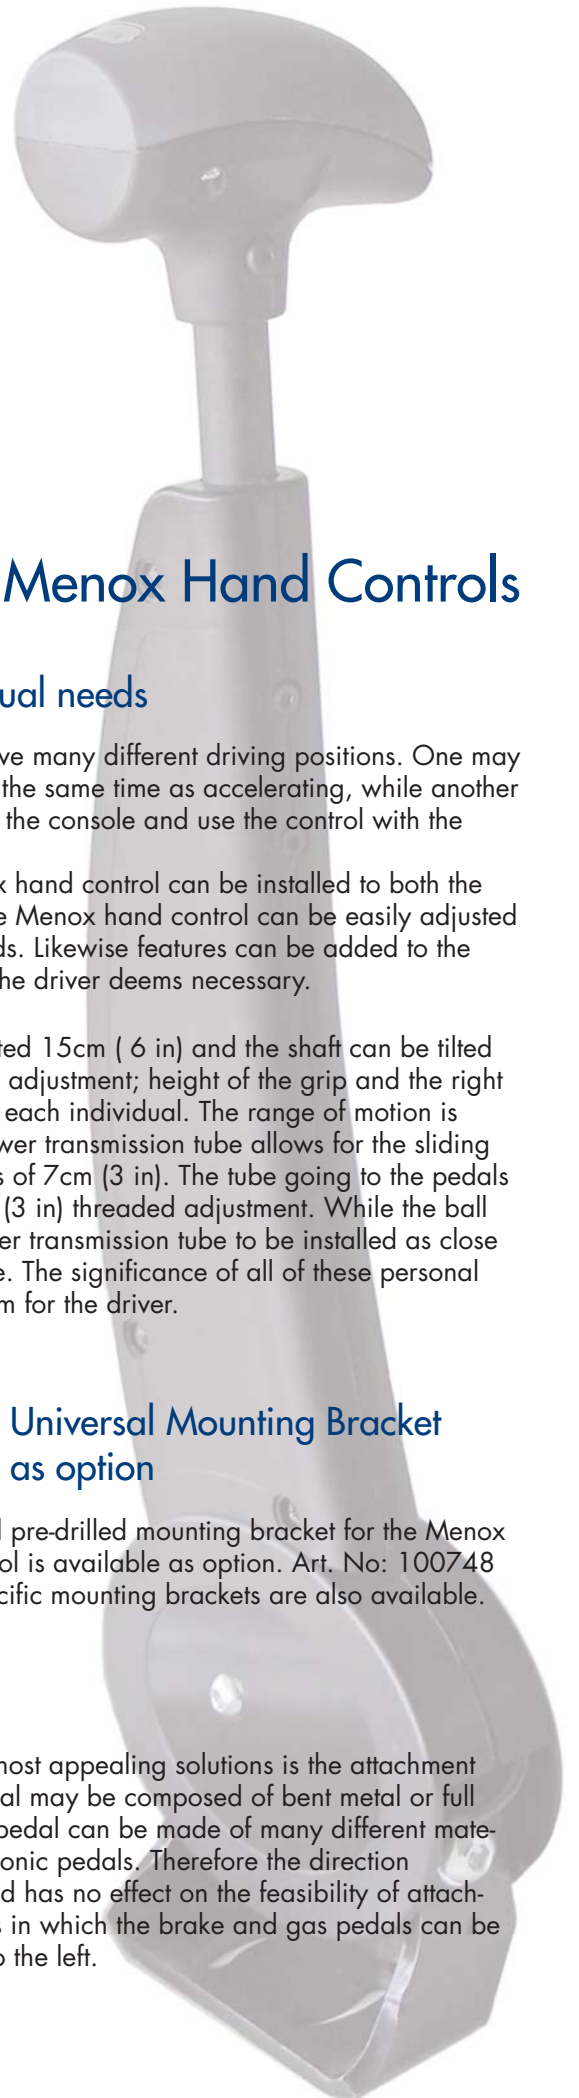 Menox Hand Controls
ual needs
ve many different driving positions. One may
the same time as accelerating, while another
the console and use the control with the
x hand control can be installed to both the
e Menox hand control can be easily adjusted
ds. Likewise features can be added to the
he driver deems necessary.
ted 15cm ( 6 in) and the shaft can be tilted
adjustment; height of the grip and the right
each individual. The range of motion is
wer transmission tube allows for the sliding
s of 7cm (3 in). The tube going to the pedals
(3 in) threaded adjustment. While the ball
er transmission tube to be installed as close
e. The significance of all of these personal
m for the driver.
Universal Mounting Bracket
as option
l pre-drilled mounting bracket for the Menox
ol is available as option. Art. No: 100748
cific mounting brackets are also available.
most appealing solutions is the attachment
al may be composed of bent metal or full
pedal can be made of many different mate-
onic pedals. Therefore the direction
d has no effect on the feasibility of attach-
s in which the brake and gas pedals can be
o the left.